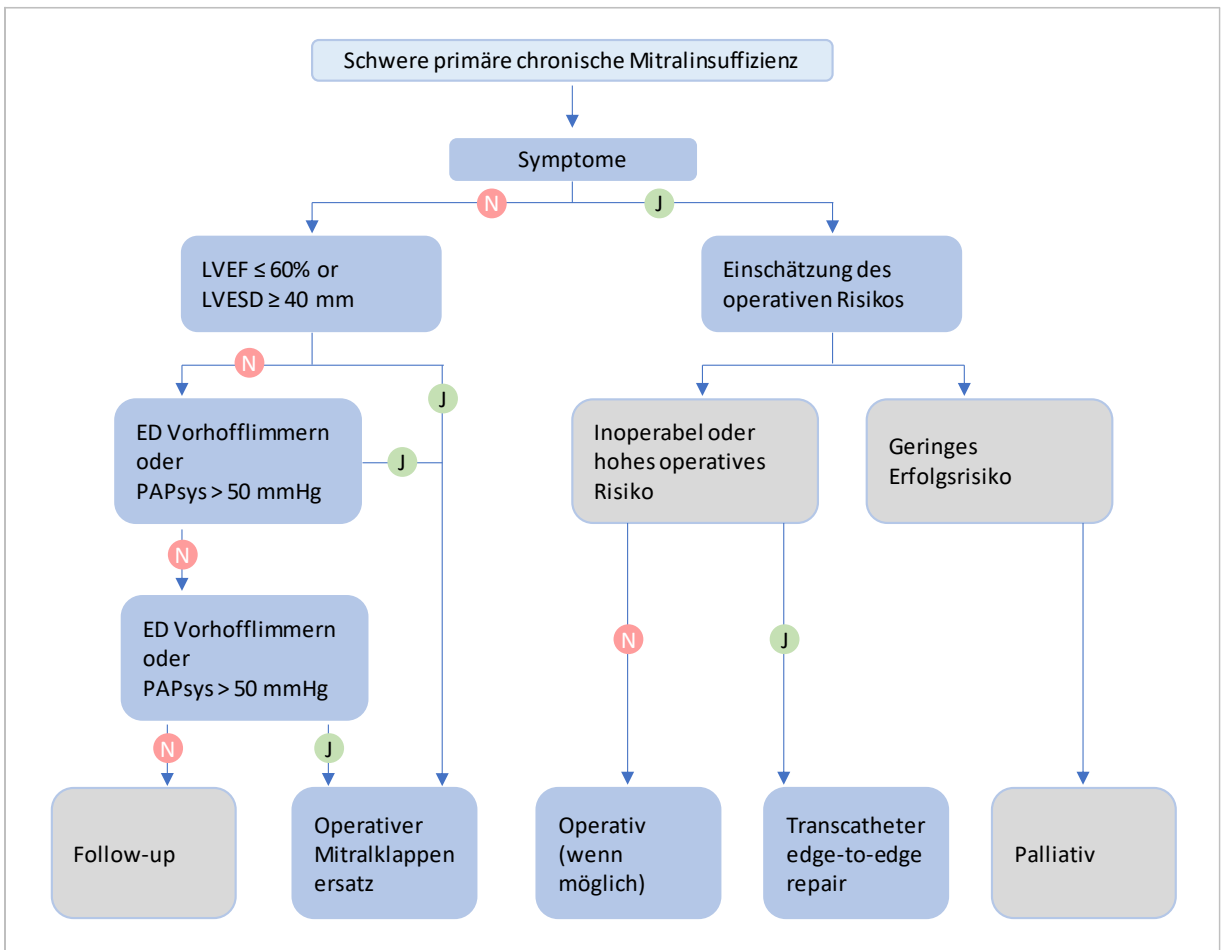 Schwere primäre chronische Mitralinsuffizienz
Symptome
N
J
LVEF ≤ 60% or
LVESD ≥ 40 mm
Einschätzung des
operativen Risikos
N
J
ED Vorhofflimmern
oder
PAPsys > 50 mmHg
J
Inoperabel oder
hohes operatives
Risiko
Geringes
Erfolgsrisiko
N
ED Vorhofflimmern
oder
PAPsys > 50 mmHg
N
J
N
J
Follow-up
Operativer
Mitralklappen
ersatz
Operativ
(wenn
möglich)
Transcatheter
edge-to-edge
repair
Palliativ